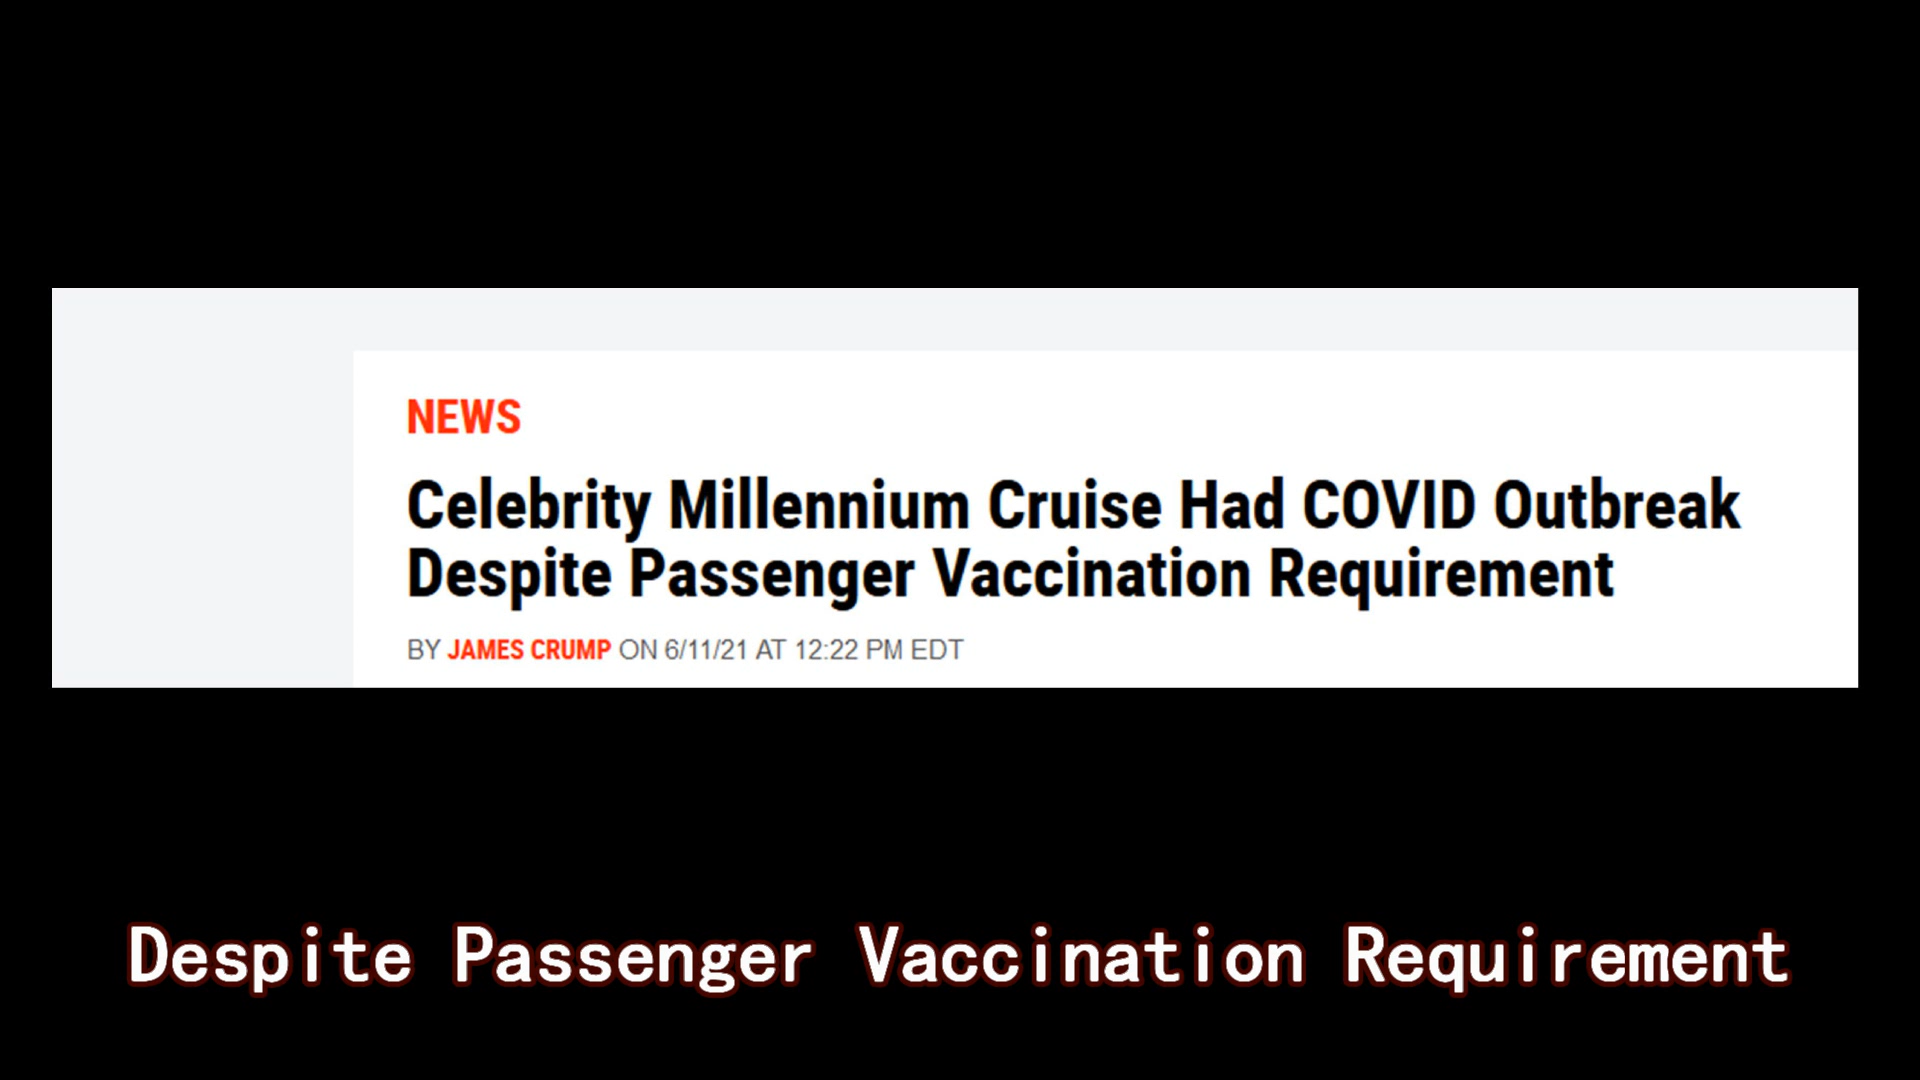 NEWS
Celebrity Millennium Cruise Had COVID Outbreak
Despite Passenger Vaccination Requirement
BY JAMES CRUMP ON 6/11/21 AT 12:22 PM EDT
Despite Passenger Vaccination Requirement